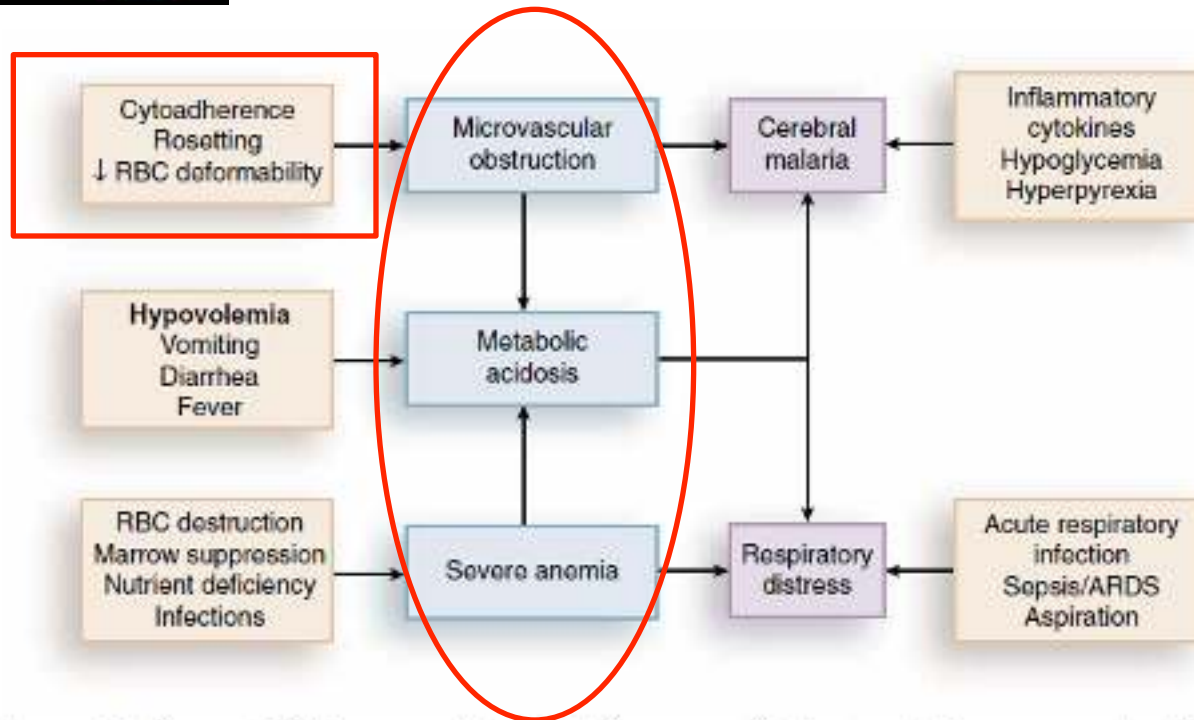 Cytoadherence
Rosetting
↓ RBC deformability
Microvascular
obstruction
Cerebral
malaria
Inflammatory
cytokines
Hypoglycemia
Hyperpyrexia
Hypovolemia
Vomiting
Diarrhea
Fever
Metabolic
acidosis
RBC destruction
Marrow suppression
Nutrient deficiency
Infections
Severe anemia
Respiratory
distress
Acute respiratory
infection
Sepsis/ARDS
Aspiration